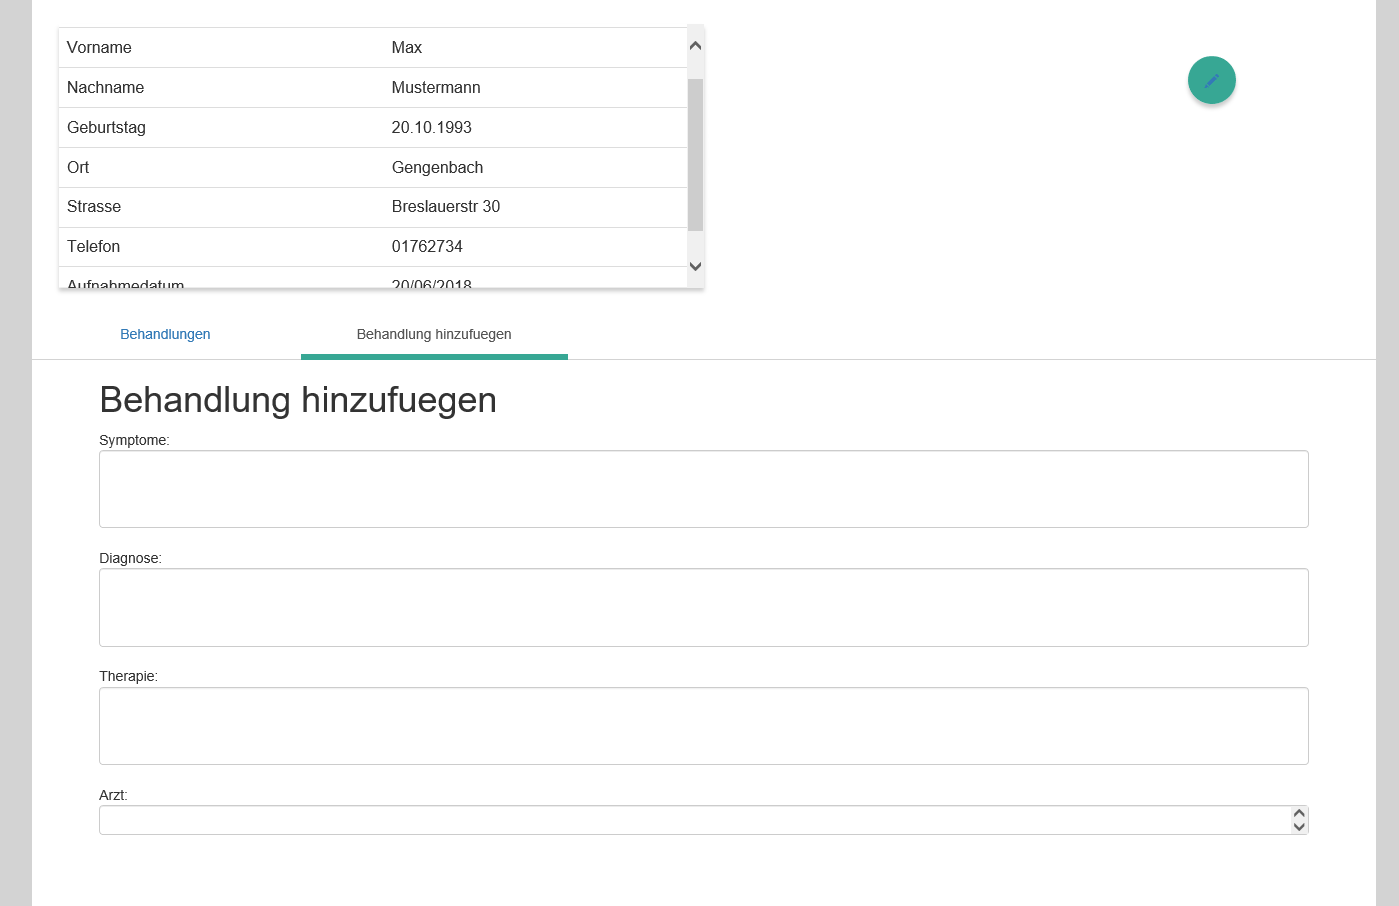 Vorname Max
Nachname Mustermann
Geburtstag 20.10.1993
Ort Gengenbach
Strasse Breslauerstr 30
Telefon 01762734
Aufnahmedatum 20/06/2018
Behandlungen Behandlung hinzufuegen
Behandlung hinzufuegen
Symptome:
Diagnose:
Therapie:
Arzt: